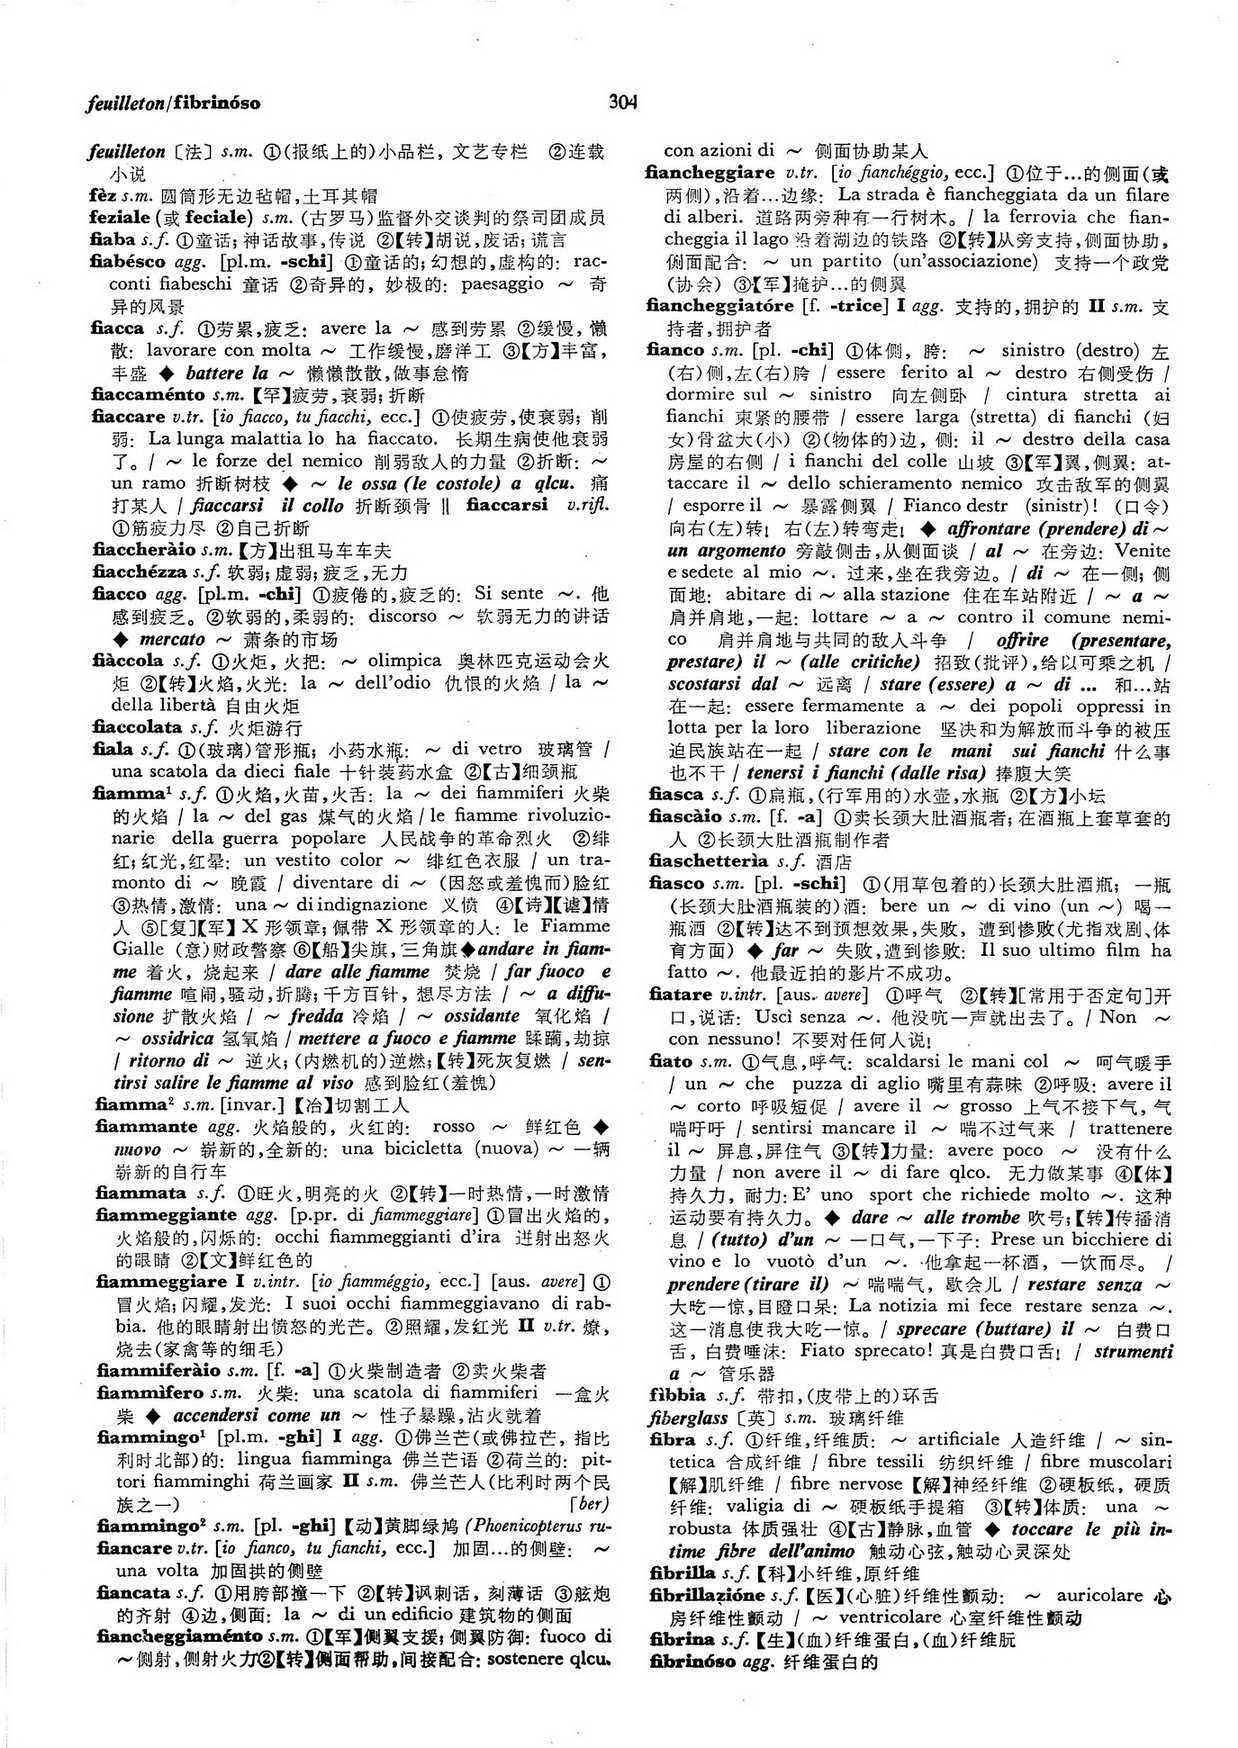 feuilleton/fibrinóso
304
feuilleton〔法〕s.m. ①(报纸上的)小品栏, 文艺专栏 ②连载
小说
fèz s.m. 圆筒形无边毡帽,土耳其帽
feziale (或 feciale) s.m. (古罗马)监督外交谈判的祭司团成员
fiaba s.f. ①童话; 神话故事,传说 ②【转】胡说,废话; 谎言
fiabésco agg. [pl.m. -schi] ①童话的; 幻想的,虚构的: rac-
conti fiabeschi 童话 ②奇异的, 妙极的: paesaggio ~ 奇
异的风景
fiacca s.f. ①劳累,疲乏: avere la ~ 感到劳累 ②缓慢, 懒
散: lavorare con molta ~ 工作缓慢,磨洋工 ③【方】丰富,
丰盛 ◆ battere la ~ 懒懒散散,做事怠惰
fiaccaménto s.m. 【罕】疲劳,衰弱; 折断
fiaccare v.tr. [io fiacco, tu fiacchi, ecc.] ①使疲劳,使衰弱; 削
弱: La lunga malattia lo ha fiaccato. 长期生病使他衰弱
了。/ ~ le forze del nemico 削弱敌人的力量 ②折断: ~
un ramo 折断树枝 ◆ ~ le ossa (le costole) a qlcu. 痛
打某人 / fiaccarsi il collo 折断颈骨 ‖ fiaccarsi v.rifl.
①筋疲力尽 ②自己折断
fiaccheràio s.m. 【方】出租马车车夫
fiacchézza s.f. 软弱; 虚弱; 疲乏,无力
fiacco agg. [pl.m. -chi] ①疲倦的,疲乏的: Si sente ~. 他
感到疲乏。②软弱的,柔弱的: discorso ~ 软弱无力的讲话
◆ mercato ~ 萧条的市场
fiàccola s.f. ①火炬, 火把: ~ olimpica 奥林匹克运动会火
炬 ②【转】火焰,火光: la ~ dell'odio 仇恨的火焰 / la ~
della libertà 自由火炬
fiaccolata s.f. 火炬游行
fiala s.f. ①(玻璃)管形瓶; 小药水瓶: ~ di vetro 玻璃管 /
una scatola da dieci fiale 十针装药水盒 ②【古】细颈瓶
fiamma¹ s.f. ①火焰,火苗,火舌: la ~ dei fiammiferi 火柴
的火焰 / la ~ del gas 煤气的火焰 / le fiamme rivoluzio-
narie della guerra popolare 人民战争的革命烈火 ②绯
红; 红光,红晕: un vestito color ~ 绯红色衣服 / un tra-
monto di ~ 晚霞 / diventare di ~ (因怒或羞愧而)脸红
③热情,激情: una ~ di indignazione 义愤 ④【诗】【谑】情
人 ⑤[复]【军】X 形领章; 佩带 X 形领章的人: le Fiamme
Gialle (意)财政警察 ⑥【船】尖旗, 三角旗◆andare in fiam-
me 着火, 烧起来 / dare alle fiamme 焚烧 / far fuoco e
fiamme 喧闹,骚动,折腾; 千方百计, 想尽方法 / ~ a diffu-
sione 扩散火焰 / ~ fredda 冷焰 / ~ ossidante 氧化焰 /
~ ossidrica 氢氧焰 / mettere a fuoco e fiamme 蹂躏,劫掠
/ ritorno di ~ 逆火; (内燃机的)逆燃;【转】死灰复燃 / sen-
tirsi salire le fiamme al viso 感到脸红(羞愧)
fiamma² s.m. [invar.] 【冶】切割工人
fiammante agg. 火焰般的, 火红的: rosso ~ 鲜红色 ◆
nuovo ~ 崭新的,全新的: una bicicletta (nuova) ~ 一辆
崭新的自行车
fiammata s.f. ①旺火,明亮的火 ②【转】一时热情,一时激情
fiammeggiante agg. [p.pr. di fiammeggiare] ①冒出火焰的,
火焰般的,闪烁的: occhi fiammeggianti d'ira 迸射出怒火
的眼睛 ②【文】鲜红色的
fiammeggiare I v.intr. [io fiamméggio, ecc.] [aus. avere] ①
冒火焰; 闪耀,发光: I suoi occhi fiammeggiavano di rab-
bia. 他的眼睛射出愤怒的光芒。②照耀,发红光 II v.tr. 燎,
烧去(家禽等的细毛)
fiammiferàio s.m. [f. -a] ①火柴制造者 ②卖火柴者
fiammìfero s.m. 火柴: una scatola di fiammiferi 一盒火
柴 ◆ accendersi come un ~ 性子暴躁,沾火就着
fiammingo¹ [pl.m. -ghi] I agg. ①佛兰芒(或佛拉芒, 指比
利时北部)的: lingua fiamminga 佛兰芒语 ②荷兰的: pit-
tori fiamminghi 荷兰画家 II s.m. 佛兰芒人(比利时两个民
族之一) 「ber)
fiammingo² s.m. [pl. -ghi] 【动】黄脚绿鸠 (Phoenicopterus ru-
fiancare v.tr. [io fianco, tu fianchi, ecc.] 加固…的侧壁: ~
una volta 加固拱的侧壁
fiancata s.f. ①用胯部撞一下 ②【转】讽刺话, 刻薄话 ③舷炮
的齐射 ④边,侧面: la ~ di un edificio 建筑物的侧面
fiancheggiaménto s.m. ①【军】侧翼支援; 侧翼防御: fuoco di
~侧射,侧射火力②【转】侧面帮助,间接配合: sostenere qlcu.
con azioni di ~ 侧面协助某人
fiancheggiare v.tr. [io fianchéggio, ecc.] ①位于…的侧面(或
两侧),沿着…边缘: La strada è fiancheggiata da un filare
di alberi. 道路两旁种有一行树木。/ la ferrovia che fian-
cheggia il lago 沿着湖边的铁路 ②【转】从旁支持,侧面协助,
侧面配合: ~ un partito (un'associazione) 支持一个政党
(协会) ③【军】掩护…的侧翼
fiancheggiatóre [f. -trice] I agg. 支持的,拥护的 II s.m. 支
持者,拥护者
fianco s.m. [pl. -chi] ①体侧, 胯: ~ sinistro (destro) 左
(右)侧,左(右)胯 / essere ferito al ~ destro 右侧受伤 /
dormire sul ~ sinistro 向左侧卧 / cintura stretta ai
fianchi 束紧的腰带 / essere larga (stretta) di fianchi (妇
女)骨盆大(小) ②(物体的)边, 侧: il ~ destro della casa
房屋的右侧 / i fianchi del colle 山坡 ③【军】翼,侧翼: at-
taccare il ~ dello schieramento nemico 攻击敌军的侧翼
/ esporre il ~ 暴露侧翼 / Fianco destr (sinistr)! (口令)
向右(左)转! 右(左)转弯走! ◆ affrontare (prendere) di ~
un argomento 旁敲侧击,从侧面谈 / al ~ 在旁边: Venite
e sedete al mio ~. 过来,坐在我旁边。/ di ~ 在一侧; 侧
面地: abitare di ~ alla stazione 住在车站附近 / ~ a ~
肩并肩地,一起: lottare ~ a ~ contro il comune nemi-
co 肩并肩地与共同的敌人斗争 / offrire (presentare,
prestare) il ~ (alle critiche) 招致(批评),给以可乘之机 /
scostarsi dal ~ 远离 / stare (essere) a ~ di ... 和…站
在一起: essere fermamente a ~ dei popoli oppressi in
lotta per la loro liberazione 坚决和为解放而斗争的被压
迫民族站在一起 / stare con le mani sui fianchi 什么事
也不干 / tenersi i fianchi (dalle risa) 捧腹大笑
fiasca s.f. ①扁瓶,(行军用的)水壶,水瓶 ②【方】小坛
fiascàio s.m. [f. -a] ①卖长颈大肚酒瓶者; 在酒瓶上套草套的
人 ②长颈大肚酒瓶制作者
fiaschetterìa s.f. 酒店
fiasco s.m. [pl. -schi] ①(用草包着的)长颈大肚酒瓶; 一瓶
(长颈大肚酒瓶装的)酒: bere un ~ di vino (un ~) 喝一
瓶酒 ②【转】达不到预想效果,失败, 遭到惨败(尤指戏剧、体
育方面) ◆ far ~ 失败,遭到惨败: Il suo ultimo film ha
fatto ~. 他最近拍的影片不成功。
fiatare v.intr. [aus. avere] ①呼气 ②【转】[常用于否定句]开
口,说话: Uscì senza ~. 他没吭一声就出去了。/ Non ~
con nessuno! 不要对任何人说!
fiato s.m. ①气息,呼气: scaldarsi le mani col ~ 呵气暖手
/ un ~ che puzza di aglio 嘴里有蒜味 ②呼吸: avere il
~ corto 呼吸短促 / avere il ~ grosso 上气不接下气, 气
喘吁吁 / sentirsi mancare il ~ 喘不过气来 / trattenere
il ~ 屏息,屏住气 ③【转】力量: avere poco ~ 没有什么
力量 / non avere il ~ di fare qlco. 无力做某事 ④【体】
持久力, 耐力: E' uno sport che richiede molto ~. 这种
运动要有持久力。◆ dare ~ alle trombe 吹号;【转】传播消
息 / (tutto) d'un ~ 一口气,一下子: Prese un bicchiere di
vino e lo vuotò d'un ~. 他拿起一杯酒, 一饮而尽。 /
prendere (tirare il) ~ 喘喘气, 歇会儿 / restare senza ~
大吃一惊,目瞪口呆: La notizia mi fece restare senza ~.
这一消息使我大吃一惊。/ sprecare (buttare) il ~ 白费口
舌, 白费唾沫: Fiato sprecato! 真是白费口舌! / strumenti
a ~ 管乐器
fìbbia s.f. 带扣,(皮带上的)环舌
fiberglass〔英〕s.m. 玻璃纤维
fibra s.f. ①纤维,纤维质: ~ artificiale 人造纤维 / ~ sin-
tetica 合成纤维 / fibre tessili 纺织纤维 / fibre muscolari
【解】肌纤维 / fibre nervose 【解】神经纤维 ②硬板纸, 硬质
纤维: valigia di ~ 硬板纸手提箱 ③【转】体质: una ~
robusta 体质强壮 ④【古】静脉,血管 ◆ toccare le più in-
time fibre dell'animo 触动心弦,触动心灵深处
fibrilla s.f. 【科】小纤维,原纤维
fibrillazióne s.f. 【医】(心脏)纤维性颤动: ~ auricolare 心
房纤维性颤动 / ~ ventricolare 心室纤维性颤动
fibrina s.f. 【生】(血)纤维蛋白,(血)纤维朊
fibrinóso agg. 纤维蛋白的